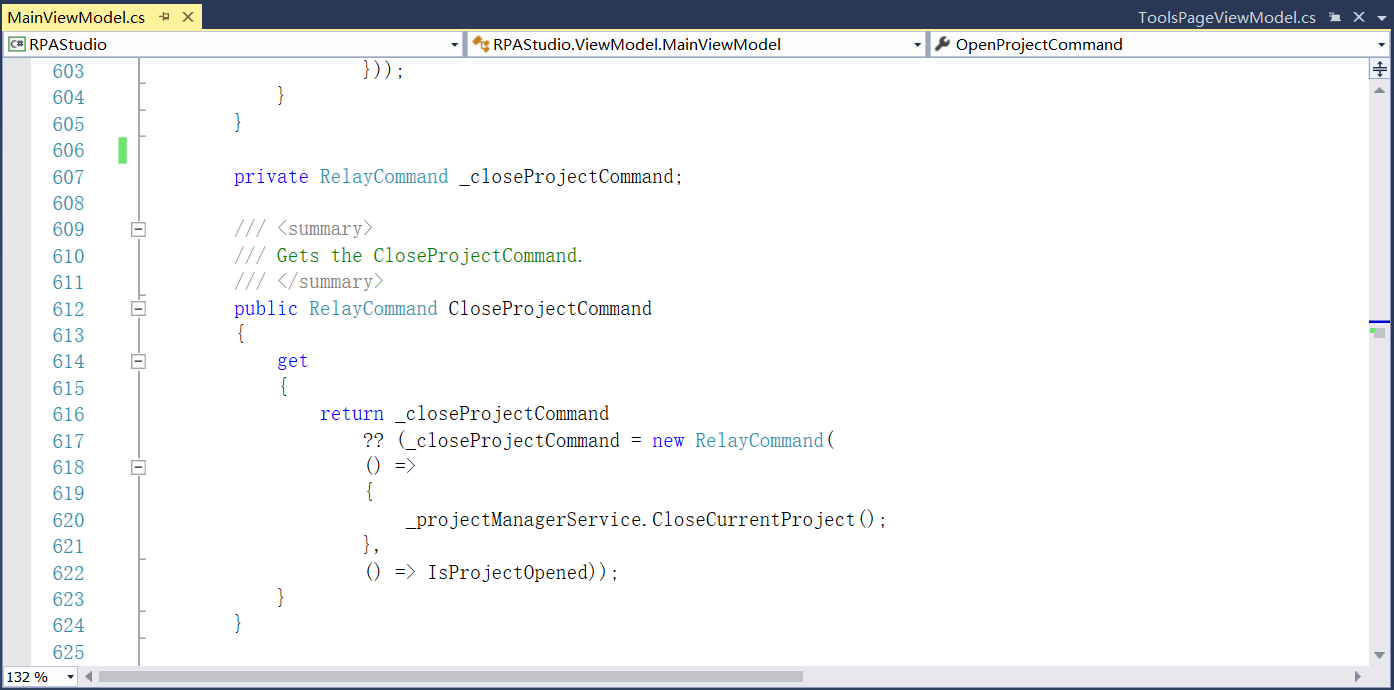 MainViewModel.cs ToolsPageViewModel.cs
C# RPAStudio RPAStudio.ViewModel.MainViewModel OpenProjectCommand
603 }));
604 }
605 }
606
607 private RelayCommand _closeProjectCommand;
608
609 /// <summary>
610 /// Gets the CloseProjectCommand.
611 /// </summary>
612 public RelayCommand CloseProjectCommand
613 {
614 get
615 {
616 return _closeProjectCommand
617 ?? (_closeProjectCommand = new RelayCommand(
618 () =>
619 {
620 _projectManagerService.CloseCurrentProject();
621 },
622 () => IsProjectOpened));
623 }
624 }
625
132 %